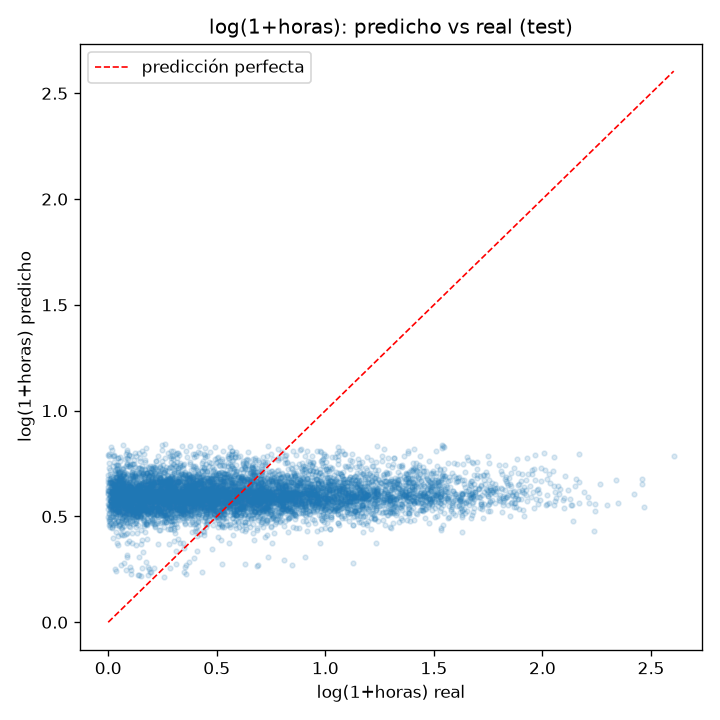 log(1+horas): predicho vs real (test)
predicción perfecta
log(1+horas) predicho
2.5
2.0
1.5
1.0
0.5
0.0
0.0 0.5 1.0 1.5 2.0 2.5
log(1+horas) real